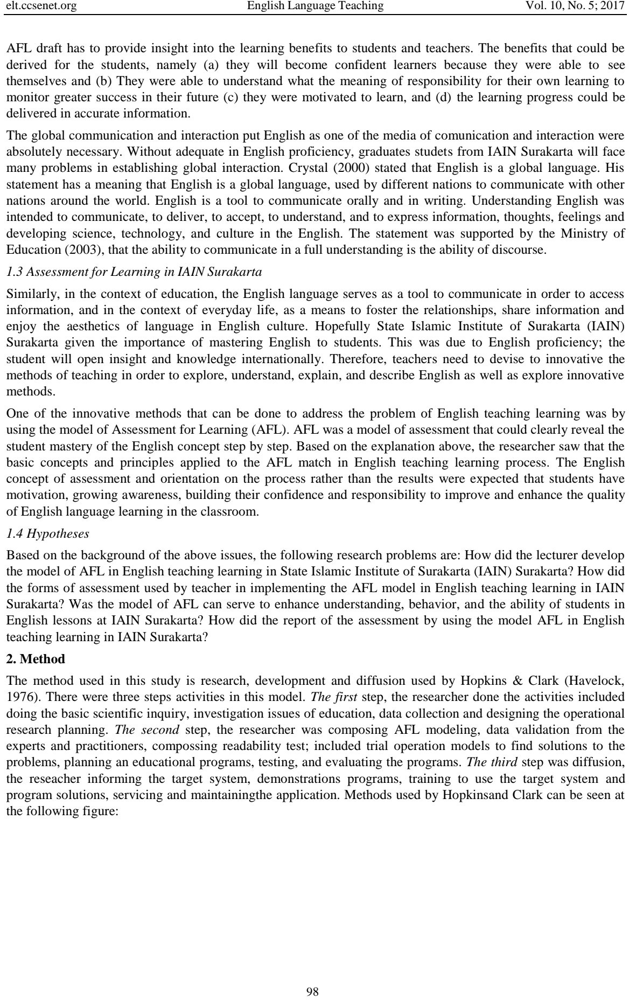 elt.ccsenet.org English Language Teaching Vol. 10, No. 5; 2017
AFL draft has to provide insight into the learning benefits to students and teachers. The benefits that could be
derived for the students, namely (a) they will become confident learners because they were able to see
themselves and (b) They were able to understand what the meaning of responsibility for their own learning to
monitor greater success in their future (c) they were motivated to learn, and (d) the learning progress could be
delivered in accurate information.
The global communication and interaction put English as one of the media of comunication and interaction were
absolutely necessary. Without adequate in English proficiency, graduates studets from IAIN Surakarta will face
many problems in establishing global interaction. Crystal (2000) stated that English is a global language. His
statement has a meaning that English is a global language, used by different nations to communicate with other
nations around the world. English is a tool to communicate orally and in writing. Understanding English was
intended to communicate, to deliver, to accept, to understand, and to express information, thoughts, feelings and
developing science, technology, and culture in the English. The statement was supported by the Ministry of
Education (2003), that the ability to communicate in a full understanding is the ability of discourse.
1.3 Assessment for Learning in IAIN Surakarta
Similarly, in the context of education, the English language serves as a tool to communicate in order to access
information, and in the context of everyday life, as a means to foster the relationships, share information and
enjoy the aesthetics of language in English culture. Hopefully State Islamic Institute of Surakarta (IAIN)
Surakarta given the importance of mastering English to students. This was due to English proficiency; the
student will open insight and knowledge internationally. Therefore, teachers need to devise to innovative the
methods of teaching in order to explore, understand, explain, and describe English as well as explore innovative
methods.
One of the innovative methods that can be done to address the problem of English teaching learning was by
using the model of Assessment for Learning (AFL). AFL was a model of assessment that could clearly reveal the
student mastery of the English concept step by step. Based on the explanation above, the researcher saw that the
basic concepts and principles applied to the AFL match in English teaching learning process. The English
concept of assessment and orientation on the process rather than the results were expected that students have
motivation, growing awareness, building their confidence and responsibility to improve and enhance the quality
of English language learning in the classroom.
1.4 Hypotheses
Based on the background of the above issues, the following research problems are: How did the lecturer develop
the model of AFL in English teaching learning in State Islamic Institute of Surakarta (IAIN) Surakarta? How did
the forms of assessment used by teacher in implementing the AFL model in English teaching learning in IAIN
Surakarta? Was the model of AFL can serve to enhance understanding, behavior, and the ability of students in
English lessons at IAIN Surakarta? How did the report of the assessment by using the model AFL in English
teaching learning in IAIN Surakarta?
2. Method
The method used in this study is research, development and diffusion used by Hopkins & Clark (Havelock,
1976). There were three steps activities in this model. The first step, the researcher done the activities included
doing the basic scientific inquiry, investigation issues of education, data collection and designing the operational
research planning. The second step, the researcher was composing AFL modeling, data validation from the
experts and practitioners, compossing readability test; included trial operation models to find solutions to the
problems, planning an educational programs, testing, and evaluating the programs. The third step was diffusion,
the reseacher informing the target system, demonstrations programs, training to use the target system and
program solutions, servicing and maintainingthe application. Methods used by Hopkinsand Clark can be seen at
the following figure:
98